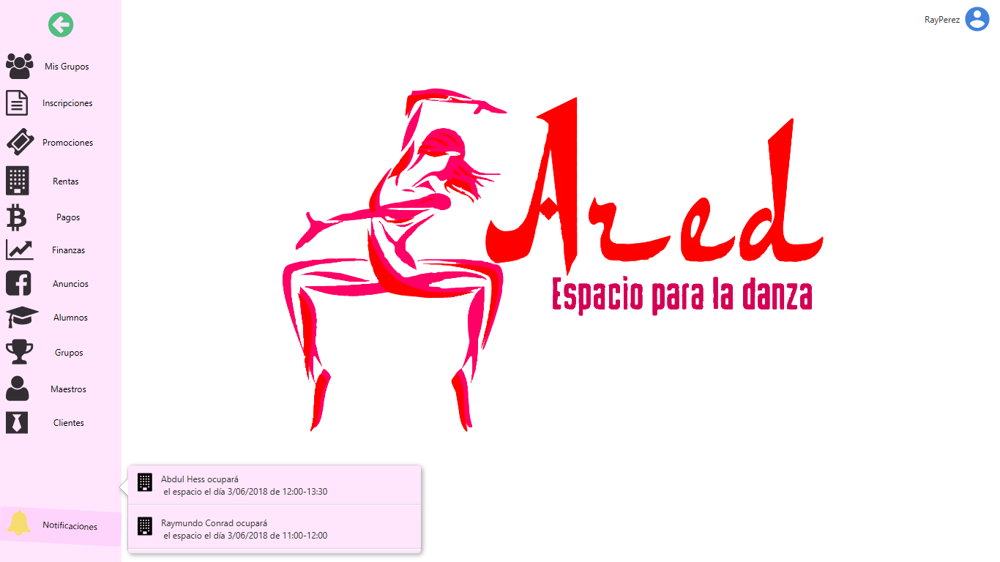 RayPerez
Mis Grupos
Inscripciones
Promociones
Rentas
Pagos
Finanzas
Anuncios
Alumnos
Grupos
Maestros
Clientes
Notificaciones
Ared
Espacio para la danza
Abdul Hess ocupará
el espacio el día 3/06/2018 de 12:00-13:30
Raymundo Conrad ocupará
el espacio el día 3/06/2018 de 11:00-12:00